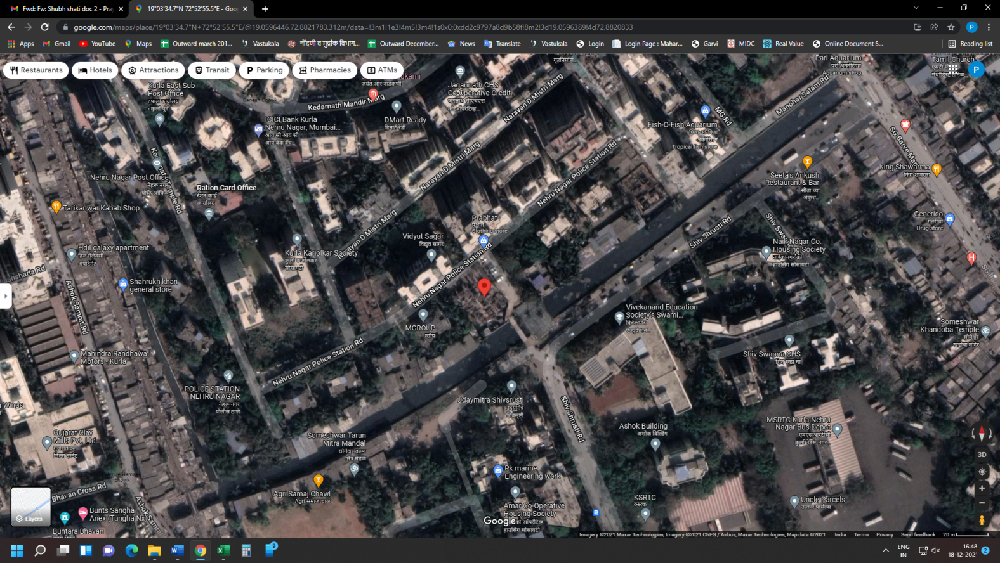 Fwd: Fw: Shubh shati doc 2 - Pra
19°03'34.7"N 72°52'55.5"E - Goo
google.com/maps/place/19°03'34.7"N+72°52'55.5"E/@19.0596446,72.8821783,312m/data=!3m1!1e3!4m5!3m4!1s0x0:0xdd2c9797a8d9b58f!8m2!3d19.0596389!4d72.8820833
Apps
Gmail
YouTube
Maps
Outward march 201...
Vastukala
नोंदणी व मुद्रांक विभाग...
Outward December...
News
Translate
Vastukala
Login
Login Page : Mahar...
Garvi
MIDC
Real Value
Online Document S...
Reading list
Restaurants
Hotels
Attractions
Transit
Parking
Pharmacies
ATMs
P
Pari Aquarium
परी अक्वेरियम
Aquarium shop
Tamil Church
Kurla East Sub
Post Office
टपाल कार्यालय
- कुर्ला पूर्व
Kedarnath Mandir Marg
Jagannath CHS
Co-Operative Credit...
Narayan D Mistri Marg
Manohar Satam Rd
MG Rd
ICICI Bank Kurla
Nehru Nagar, Mumbai...
आय सी आय सी
आय बँक बँच...
DMart Ready
डिमार्ट रेडी
Fish-O-Fish Aquarium
Tropical fish store
SG Barve Marg
Nehru Nagar Post Office
नेहरू नगर
पोस्ट ऑफिस
Narayan D Mistri Marg
Nehru Nagar Police Station Rd
Seeta's Ankush
Restaurant & Bar
सीता च्या
अंकुश...
King Shawarma
किंग शावरमा
Ration Card Office
रेशन कार्ड
कार्यालय
Tarikanwar Kabab Shop
Narayan D Mistri Marg
Prabhat
प्रभात
Clothing store
Shiv Shrusti Rd
Generico
जेनेरीको
Drug store
Vidyut Sagar
विद्युत सागर
Hdil galaxy apartment
हिल गॅलेक्सी
अपार्टमेंट
Kurla Karjolkar Society
कुर्ला कर्जोलकर
सोसायटी
Naik Nagar Co.
Housing Society
नाईक नगर को
हाउसिंग सोसायटी
Shahrukh khan
general store
Nehru Nagar Police Station Rd
Ashok Samrat Rd
MGROUP
म्ग्रौप
Vivekanand Education
Society's Swami...
विवेकानंद
एज्युकेशन...
Someshwar
Khandoba Temple
सोमेश्वर
खंडोबा मंदिर
Mahindra Randhawa
Motors - Kurla
Nehru Nagar Police Station Rd
Shiv Swapna CHS
शिव स्वप्न चा
POLICE STATION
NEHRU NAGAR
नेहरू नगर
पोलीस ठाणे
Udaymitra Shivsrusti
उदयमित्र
शिवसृष्टी
Shiv Shrusti Rd
Ashok Building
अशोक बिल्डिंग
MSRTC Kurla Nehru
Nagar Bus Depot
एमएसआरटीसी
कुर्ला नेहरू नगर...
Gujarat Clay
Mills Pvt. Ltd
Someshwar Tarun
Mitra Mandal
सोमेश्वर तरुण
मित्र मंडळ
3D
Rk marine
Engineering work
Agri Samaj Chawl
Agri समाज चाळ
Bhavan Cross Rd
KSRTC
क्स्र्त्क
Uncle Parcels
उन्कल पार्सल्स
Amar Co-Operative
Housing Society
हाउसिंग सोसायटी
Bunts Sangha
Anex (Tungha Nx)
Buntara Bhavan
Layers
Google
Imagery ©2021 Maxar Technologies, Imagery ©2021 CNES / Airbus, Maxar Technologies, Map data ©2021
India
Terms
Privacy
Send feedback
20 m
9
ENG
IN
16:48
18-12-2021
2